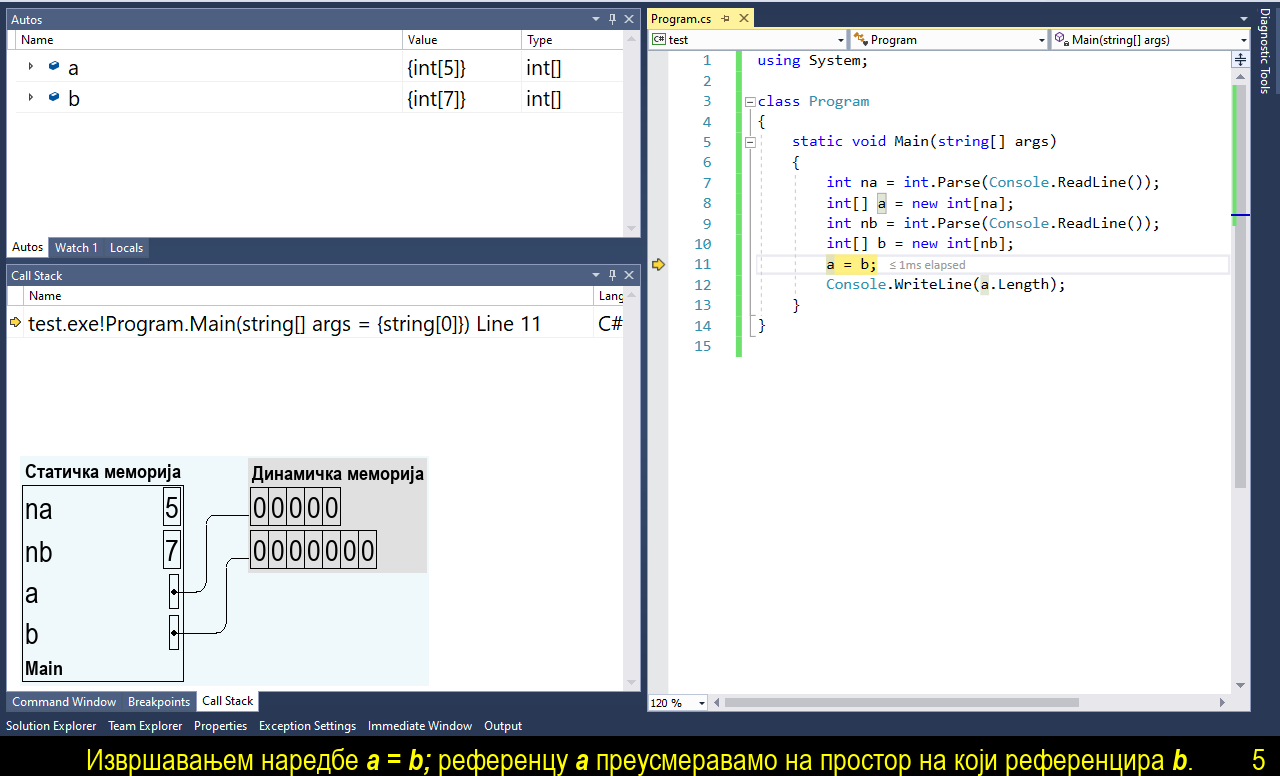 Autos
Name Value Type
a {int[5]} int[]
b {int[7]} int[]
Autos Watch 1 Locals
Call Stack
Name Lang
test.exe!Program.Main(string[] args = {string[0]}) Line 11 C#
Статичка меморија
Динамичка меморија
na 5
0 0 0 0 0
nb 7
0 0 0 0 0 0 0
a
b
Main
Command Window Breakpoints Call Stack
Solution Explorer Team Explorer Properties Exception Settings Immediate Window Output
Program.cs
C# test Program Main(string[] args)
1 using System;
2
3 class Program
4 {
5 static void Main(string[] args)
6 {
7 int na = int.Parse(Console.ReadLine());
8 int[] a = new int[na];
9 int nb = int.Parse(Console.ReadLine());
10 int[] b = new int[nb];
11 a = b; ≤ 1ms elapsed
12 Console.WriteLine(a.Length);
13 }
14 }
15
120 %
Diagnostic Tools
Извршавањем наредбе a = b; референцу a преусмеравамо на простор на који референцира b. 5